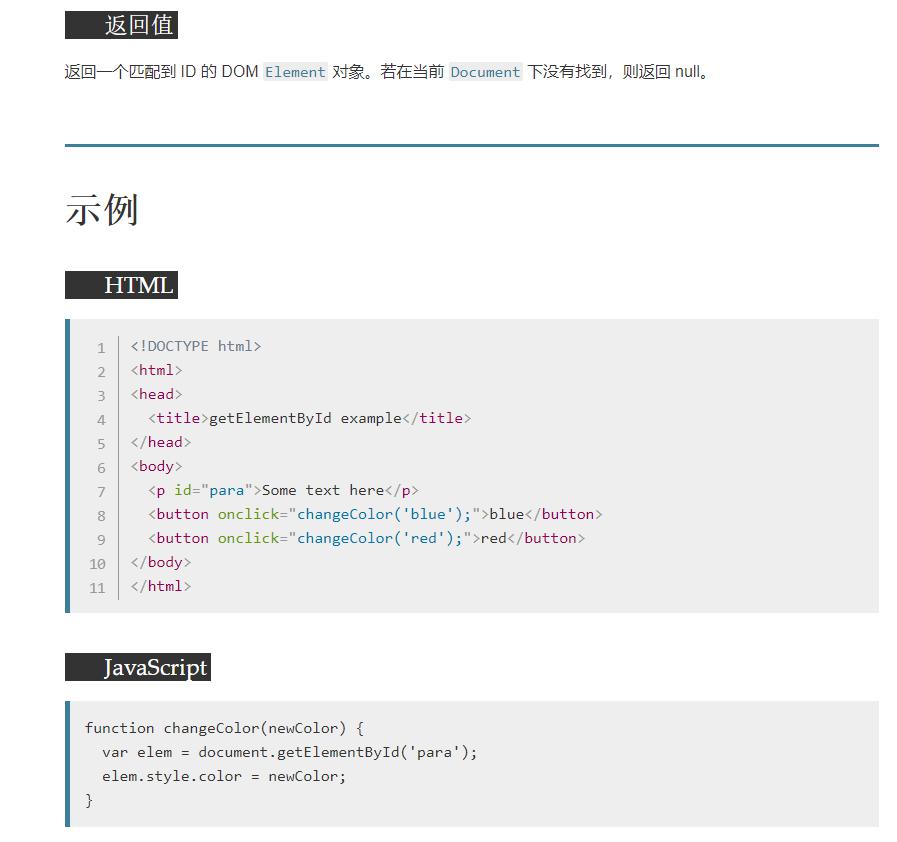 返回值
返回一个匹配到 ID 的 DOM Element 对象。若在当前 Document 下没有找到，则返回 null。
示例
HTML
1 <!DOCTYPE html>
2 <html>
3 <head>
4   <title>getElementById example</title>
5 </head>
6 <body>
7   <p id="para">Some text here</p>
8   <button onclick="changeColor('blue');">blue</button>
9   <button onclick="changeColor('red');">red</button>
10 </body>
11 </html>
JavaScript
function changeColor(newColor) {
  var elem = document.getElementById('para');
  elem.style.color = newColor;
}